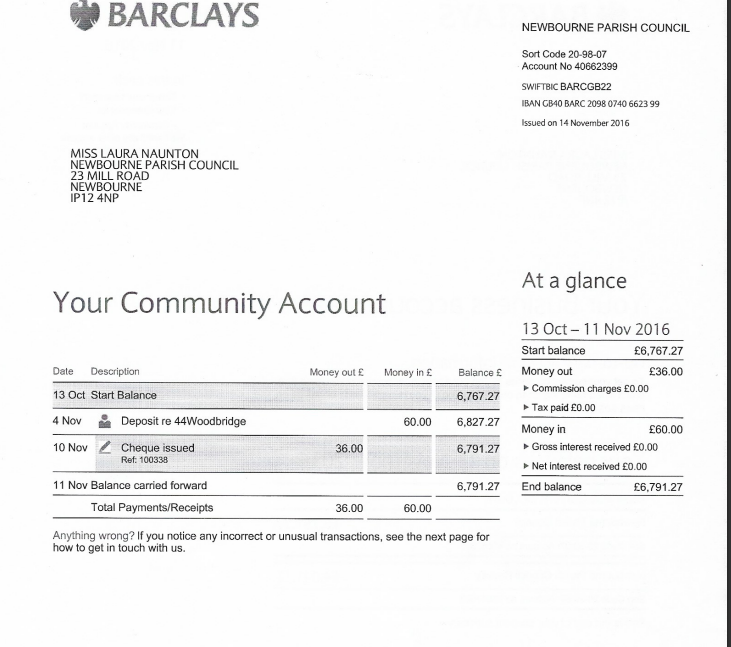 BARCLAYS
NEWBOURNE PARISH COUNCIL
Sort Code 20-98-07
Account No 40662399
SWIFTBIC BARCGB22
IBAN GB40 BARC 2098 0740 6623 99
Issued on 14 November 2016
MISS LAURA NAUNTON
NEWBOURNE PARISH COUNCIL
23 MILL ROAD
NEWBOURNE
IP12 4NP
Your Community Account
Date Description Money out £ Money in £ Balance £
13 Oct Start Balance 6,767.27
4 Nov Deposit re 44Woodbridge 60.00 6,827.27
10 Nov Cheque issued 36.00 6,791.27
Ref: 100338
11 Nov Balance carried forward 6,791.27
Total Payments/Receipts 36.00 60.00
Anything wrong? If you notice any incorrect or unusual transactions, see the next page for
how to get in touch with us.
At a glance
13 Oct – 11 Nov 2016
Start balance £6,767.27
Money out £36.00
Commission charges £0.00
Tax paid £0.00
Money in £60.00
Gross interest received £0.00
Net interest received £0.00
End balance £6,791.27